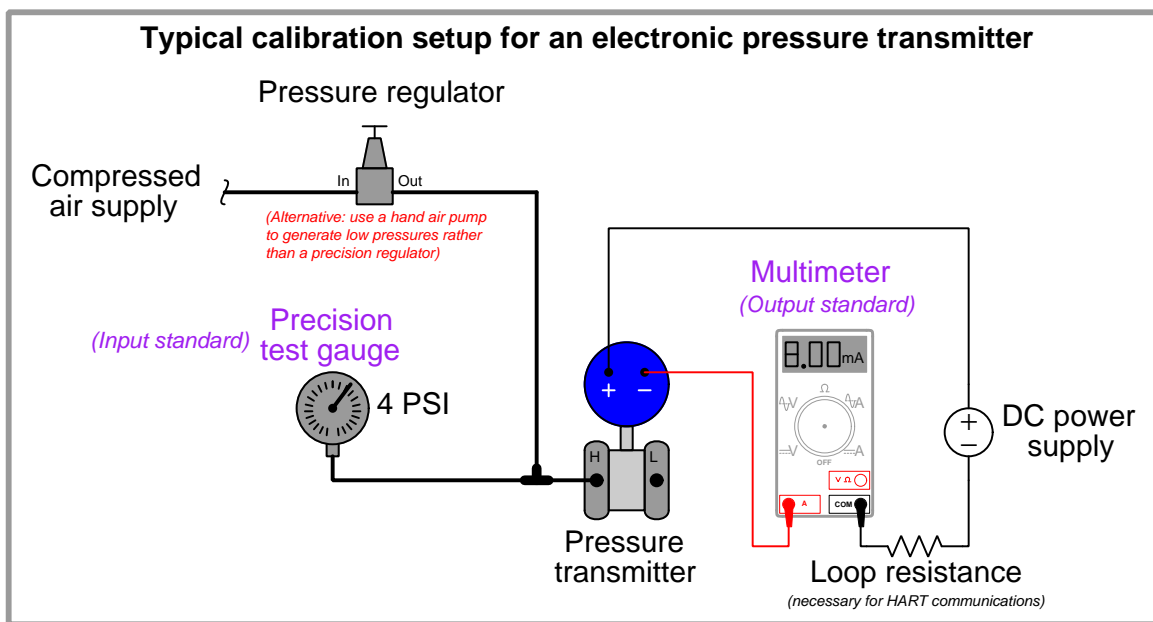 Typical calibration setup for an electronic pressure transmitter
Pressure regulator
Compressed
air supply
In
Out
(Alternative: use a hand air pump
to generate low pressures rather
than a precision regulator)
(Input standard)
Precision
test gauge
4 PSI
Multimeter
(Output standard)
8.00 mA
Ω
V
A
V
A
OFF
V Ω
A
COM
+
−
H
L
Pressure
transmitter
+
−
DC power
supply
Loop resistance
(necessary for HART communications)